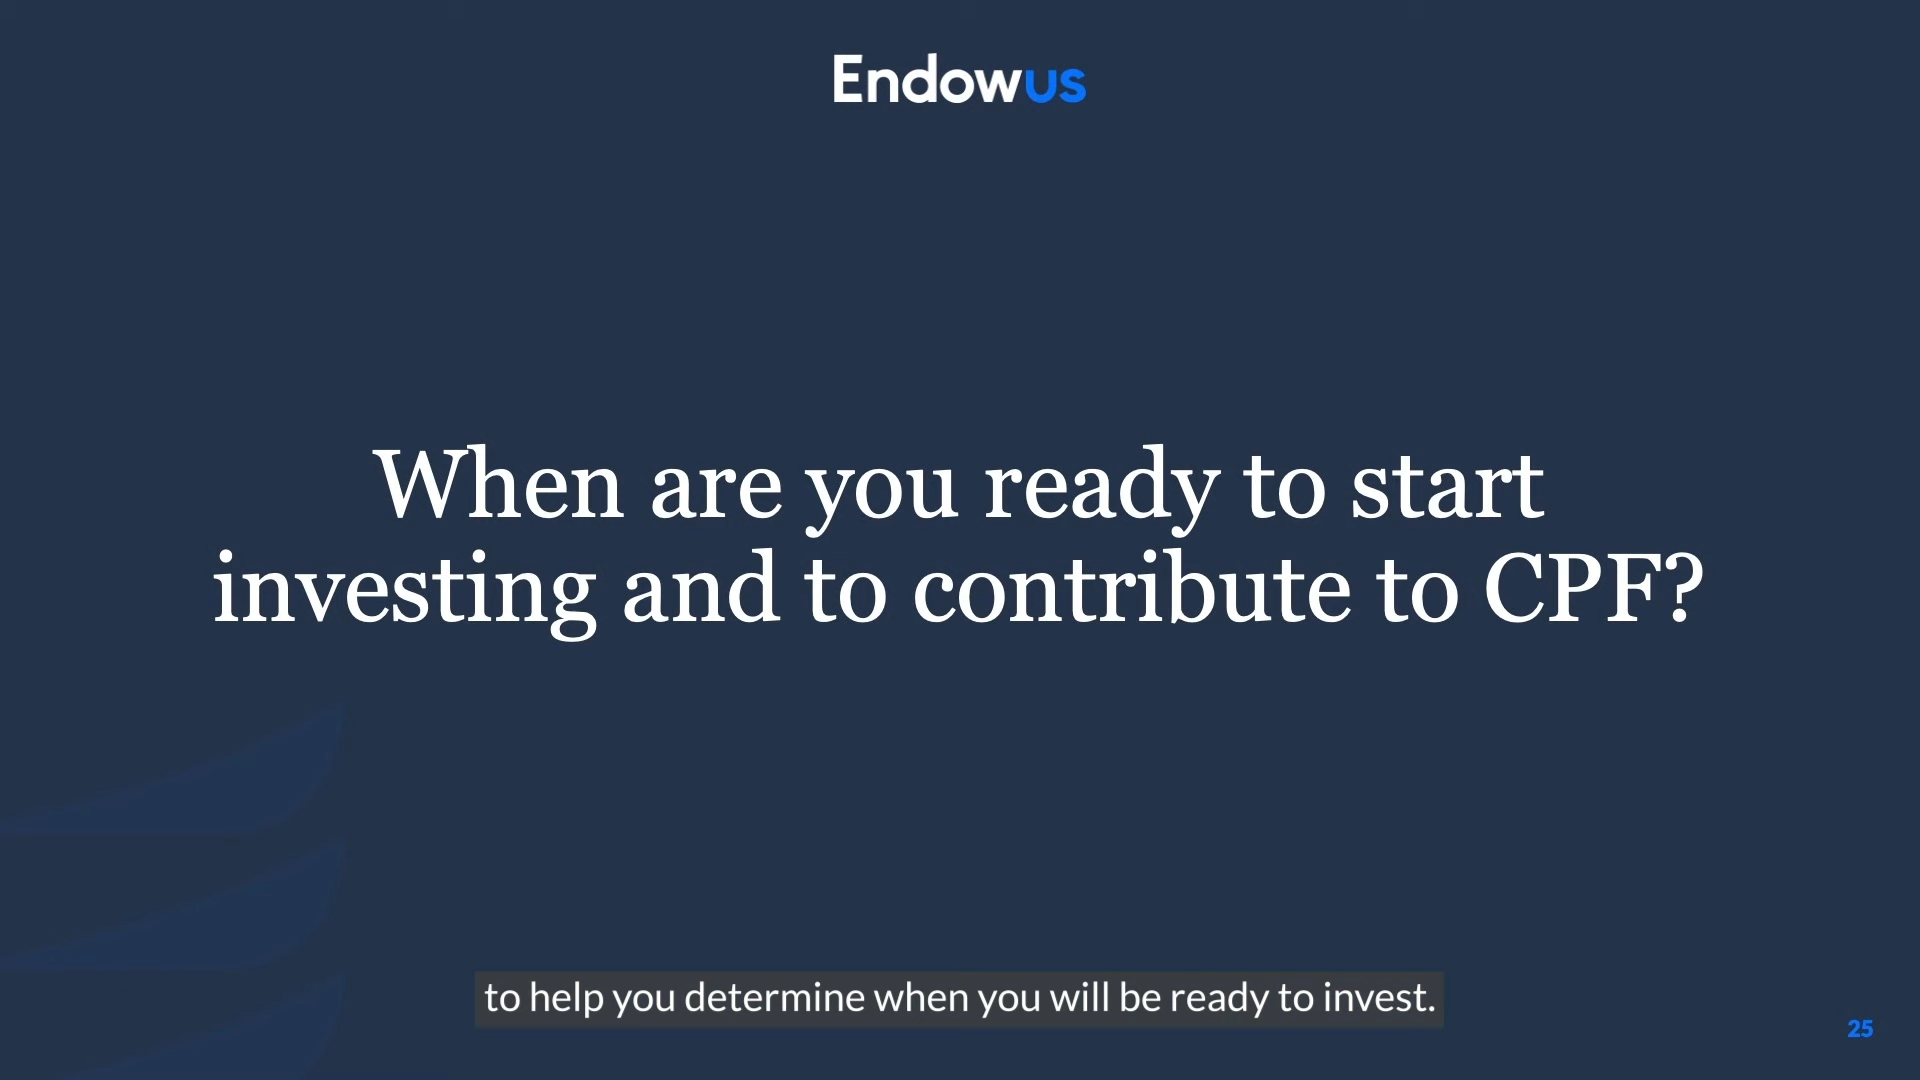 Endowus
When are you ready to start
investing and to contribute to CPF?
to help you determine when you will be ready to invest.
25